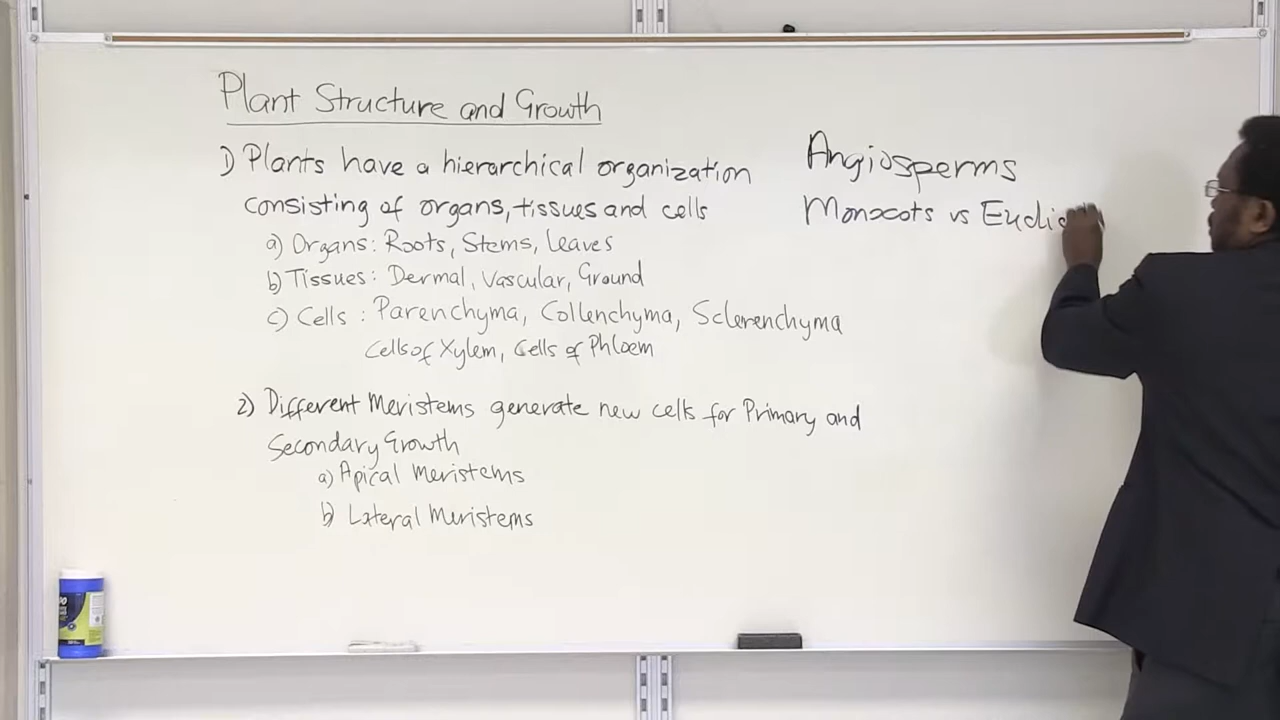 Plant Structure and Growth
1) Plants have a hierarchical organization
consisting of organs, tissues and cells
a) Organs: Roots, Stems, Leaves
b) Tissues: Dermal, Vascular, Ground
c) Cells: Parenchyma, Collenchyma, Sclerenchyma
Cells of Xylem, Cells of Phloem
2) Different Meristems generate new cells for Primary and
Secondary Growth
a) Apical Meristems
b) Lateral Meristems
Angiosperms
Monocots vs